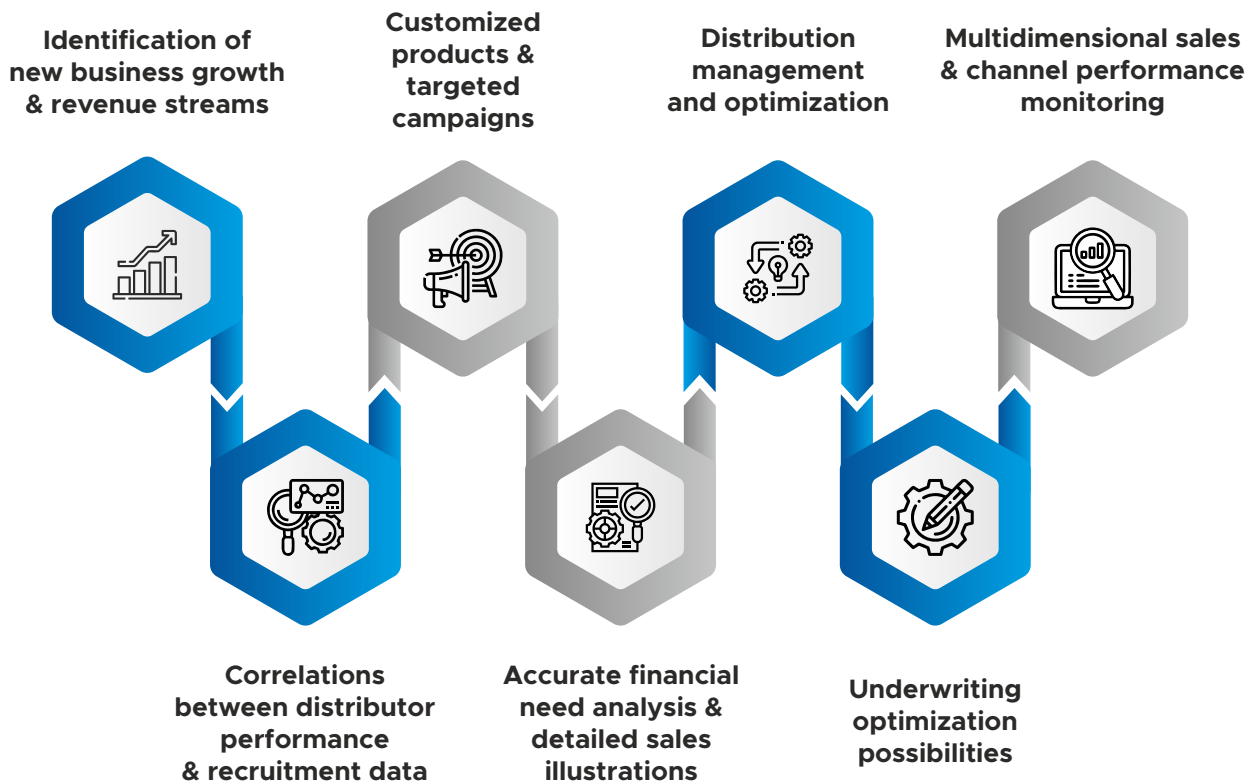 Identification of
new business growth
& revenue streams
Customized
products &
targeted
campaigns
Distribution
management
and optimization
Multidimensional sales
& channel performance
monitoring
Correlations
between distributor
performance
& recruitment data
Accurate financial
need analysis &
detailed sales
illustrations
Underwriting
optimization
possibilities